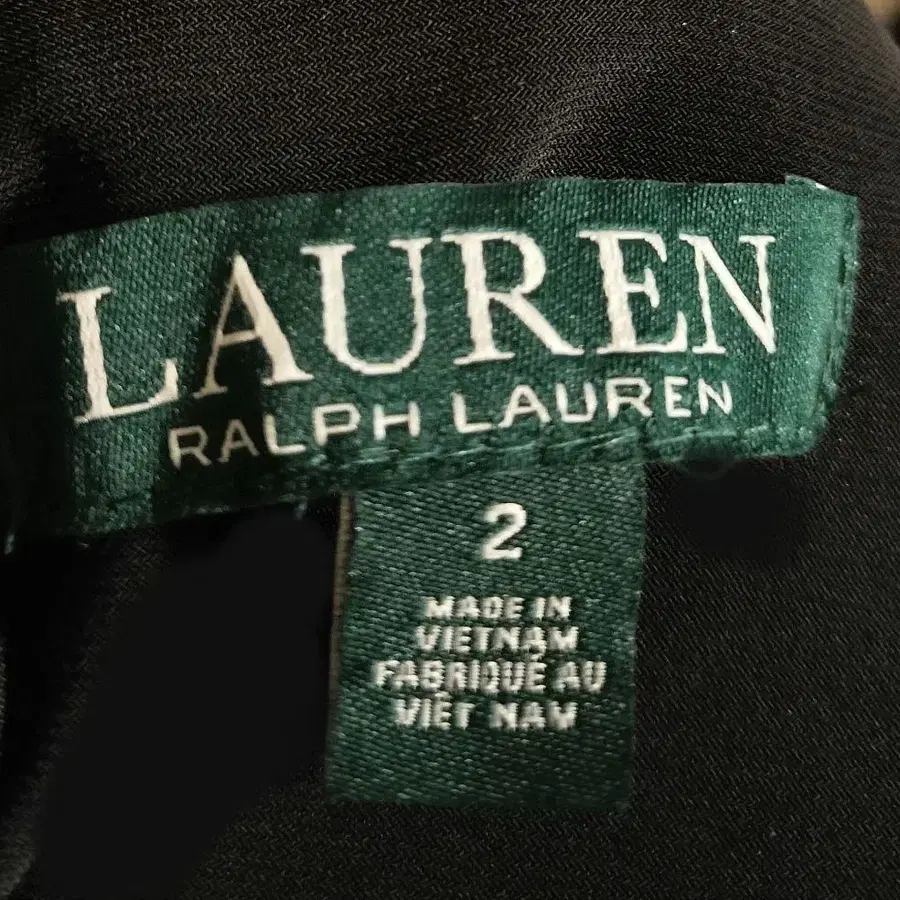 LAUREN
RALPH LAUREN
2
MADE IN
VIETNAM
FABRIQUÉ AU
VIÊT NAM